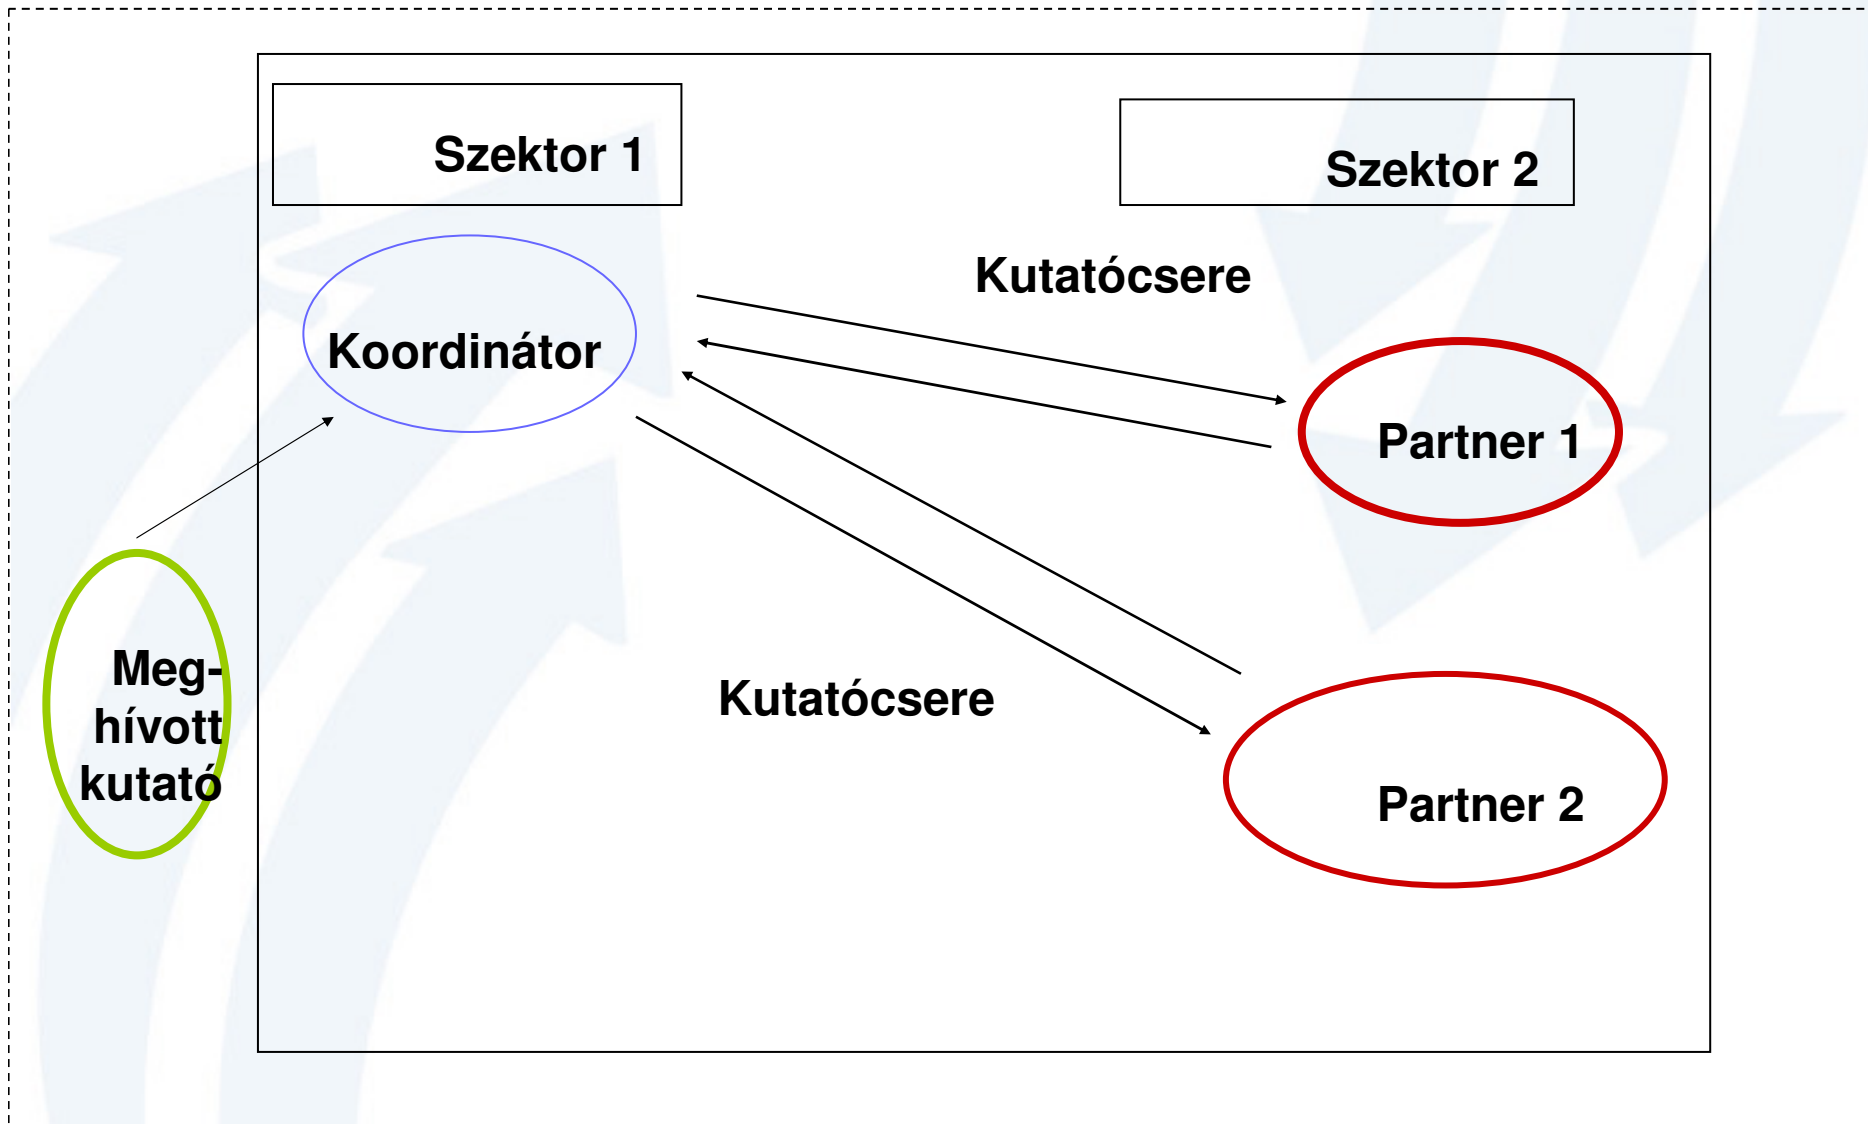 Szektor 1
Szektor 2
Kutatócsere
Koordinátor
Partner 1
Meg-
hívott
kutató
Kutatócsere
Partner 2